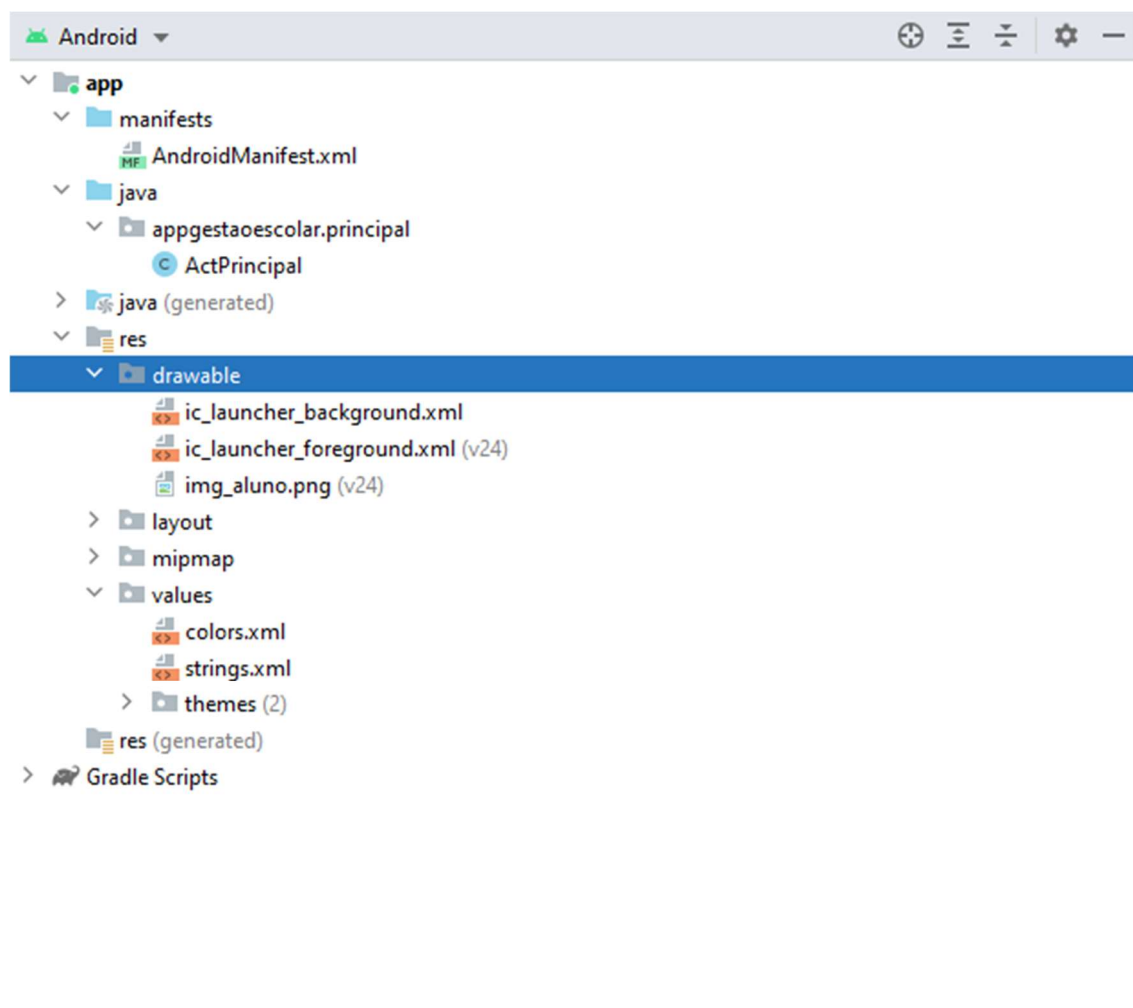 Android
app
manifests
MF AndroidManifest.xml
java
appgestaoescolar.principal
C ActPrincipal
java (generated)
res
drawable
ic_launcher_background.xml
ic_launcher_foreground.xml (v24)
img_aluno.png (v24)
layout
mipmap
values
colors.xml
strings.xml
themes (2)
res (generated)
Gradle Scripts